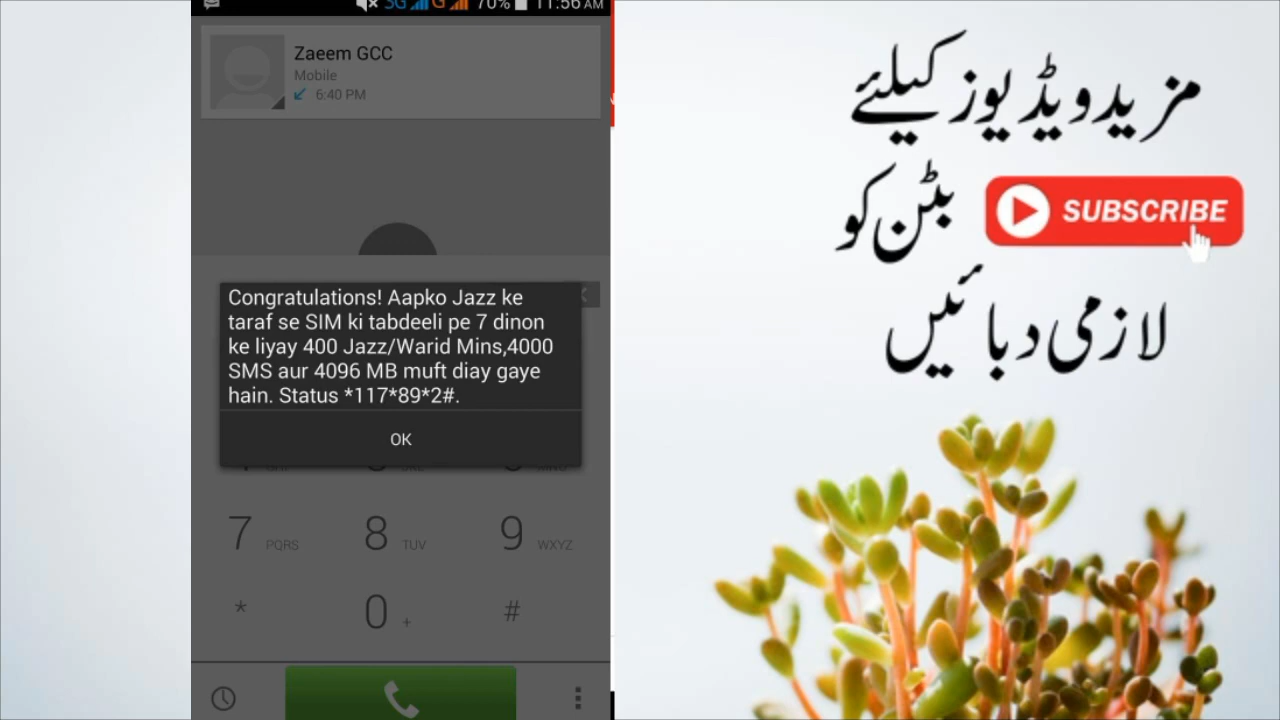 3G G 70% 11:56 AM
Zaeem GCC
Mobile
6:40 PM
Congratulations! Aapko Jazz ke
taraf se SIM ki tabdeeli pe 7 dinon
ke liyay 400 Jazz/Warid Mins,4000
SMS aur 4096 MB muft diay gaye
hain. Status *117*89*2#.
OK
7 PQRS 8 TUV 9 WXYZ
* 0 + #
مزید ویڈیوز کیلئے
SUBSCRIBE بٹن کو
لازمی دبائیں